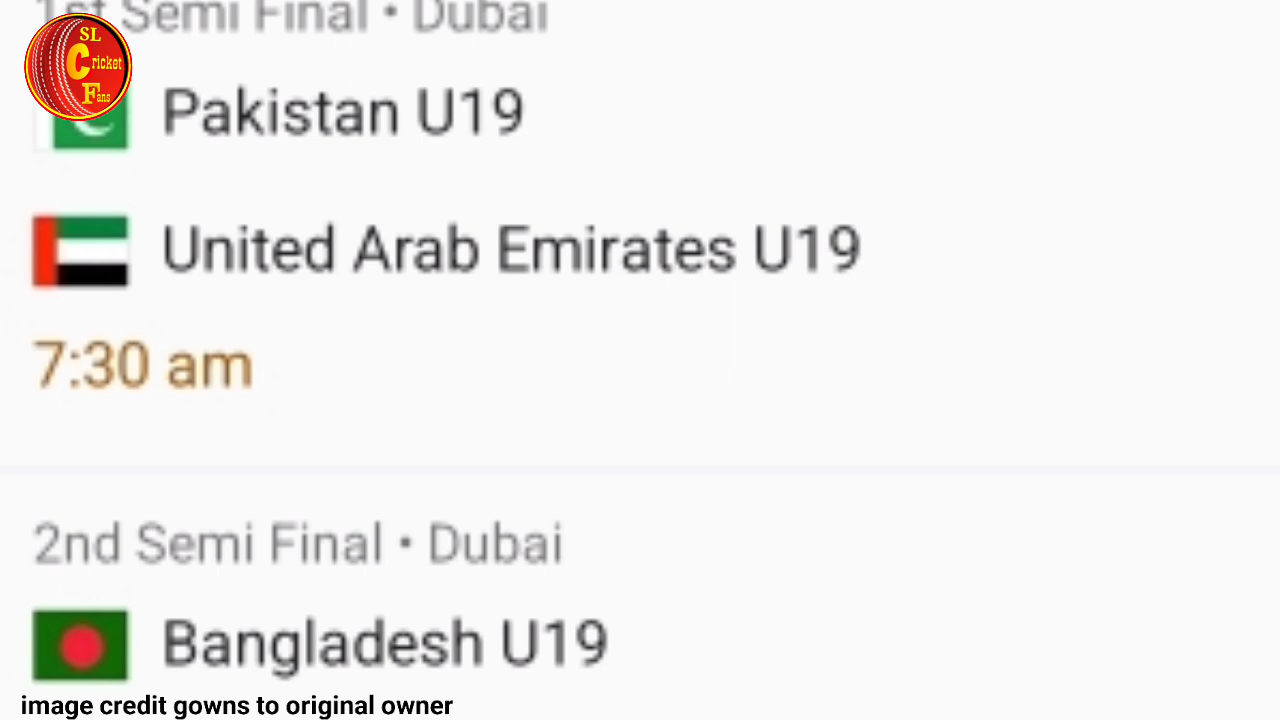 1st Semi Final • Dubai
SL
Cricket
Fans
Pakistan U19
United Arab Emirates U19
7:30 am
2nd Semi Final • Dubai
Bangladesh U19
image credit gowns to original owner